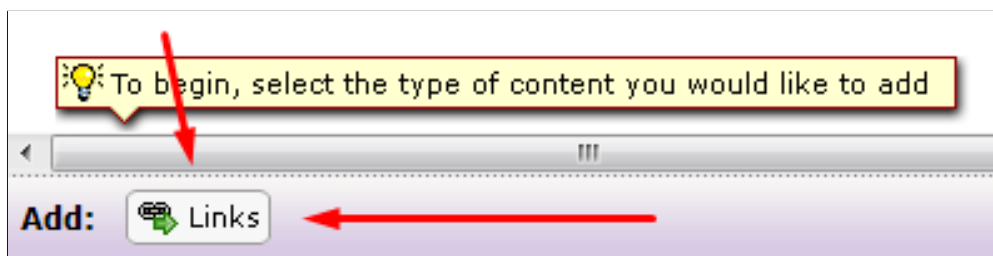 To begin, select the type of content you would like to add
Add: Links